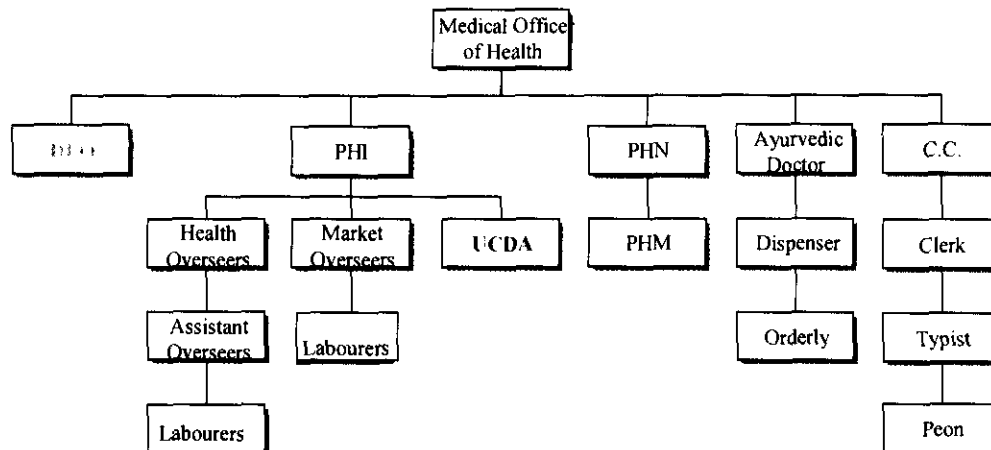 Medical Office
of Health
PHI
PHN
Ayurvedic
Doctor
C.C.
Health
Overseers
Market
Overseers
UCDA
PHM
Dispenser
Clerk
Assistant
Overseers
Labourers
Orderly
Typist
Labourers
Peon